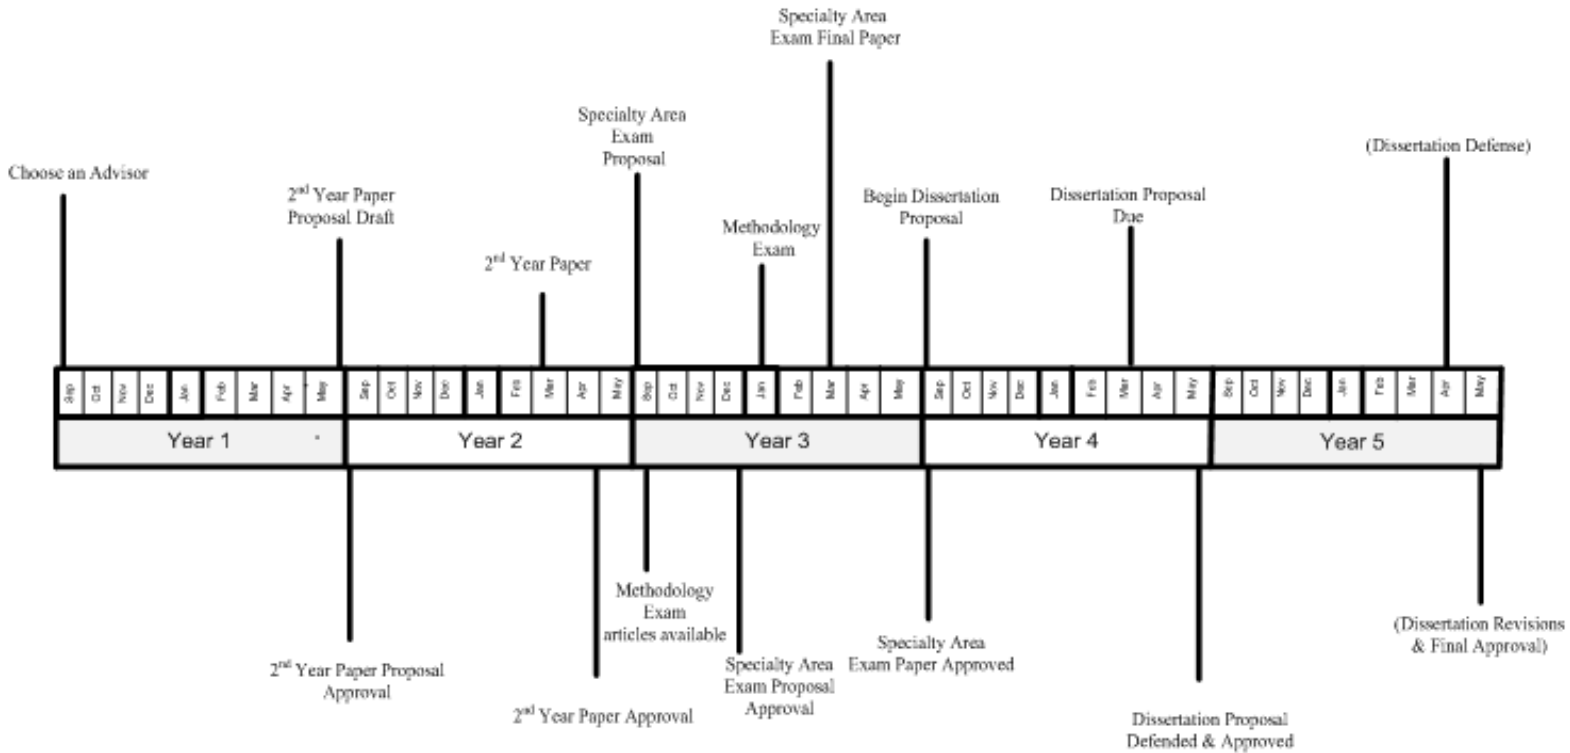 Specialty Area
Exam Final Paper
Specialty Area
Exam
Proposal
Choose an Advisor
2nd Year Paper
Proposal Draft
2nd Year Paper
Methodology
Exam
Begin Dissertation
Proposal
Dissertation Proposal
Due
(Dissertation Defense)
Sep Oct Nov Dec Jan Feb Mar Apr May Sep Oct Nov Dec Jan Feb Mar Apr May Sep Oct Nov Dec Jan Feb Mar Apr May Sep Oct Nov Dec Jan Feb Mar Apr May Sep Oct Nov Dec Jan Feb Mar Apr May
Year 1 Year 2 Year 3 Year 4 Year 5
2nd Year Paper Proposal
Approval
2nd Year Paper Approval
Methodology
Exam
articles available
Specialty Area
Exam Proposal
Approval
Specialty Area
Exam Paper Approved
Dissertation Proposal
Defended & Approved
(Dissertation Revisions
& Final Approval)